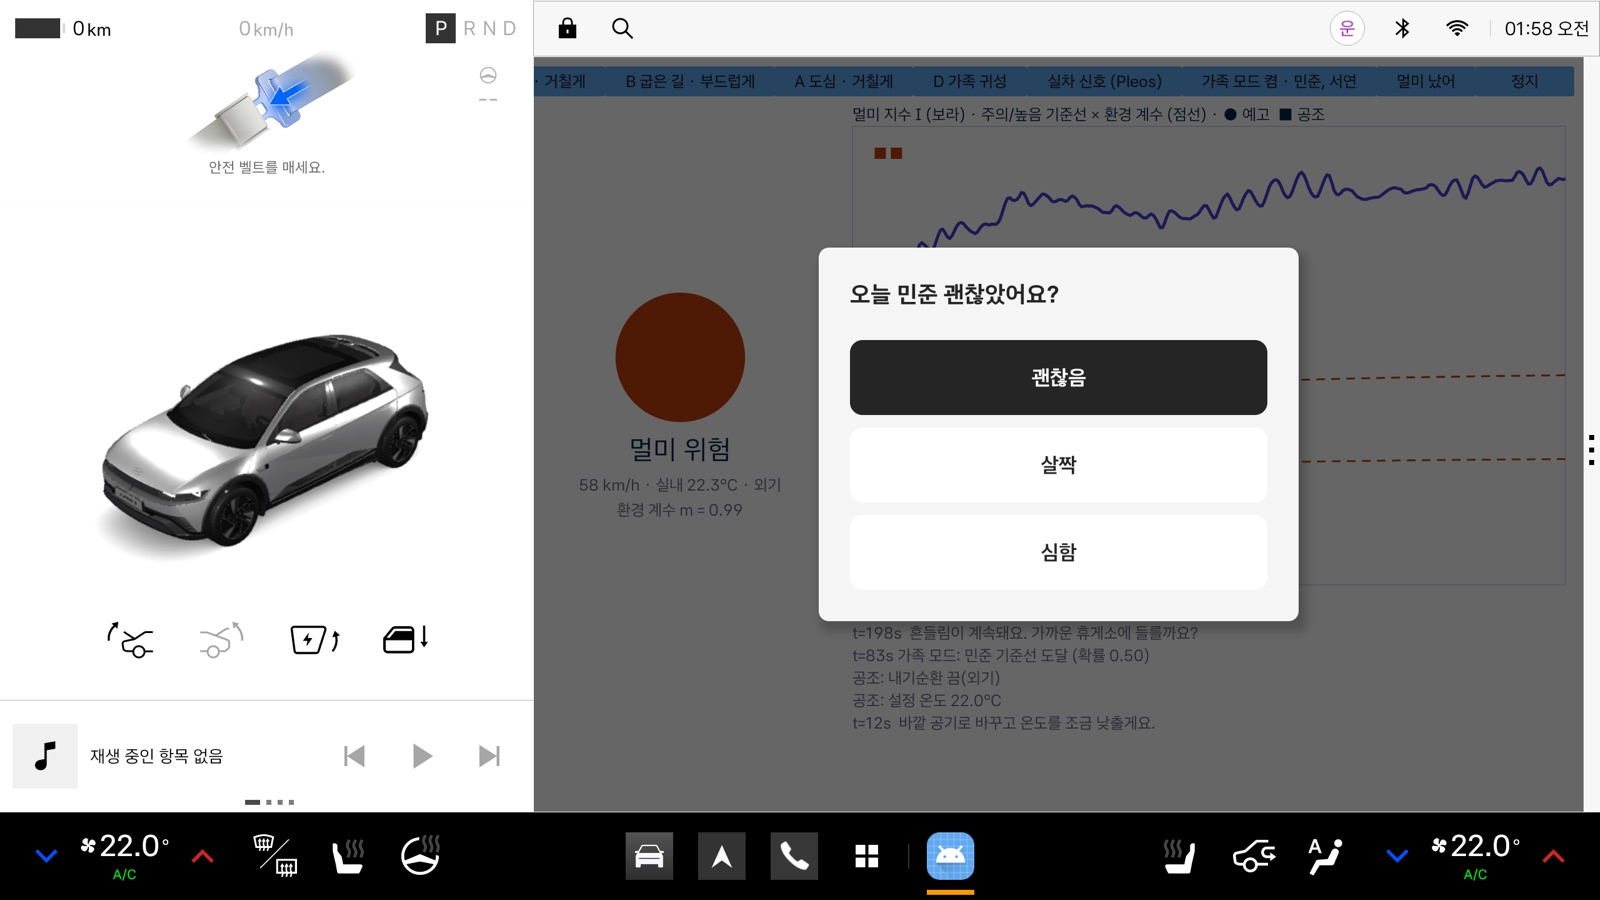 0 km
0 km/h
P R N D
--
안전 벨트를 매세요.
재생 중인 항목 없음
운
01:58 오전
· 거칠게
B 굽은 길 · 부드럽게
A 도심 · 거칠게
D 가족 귀성
실차 신호 (Pleos)
가족 모드 켬 · 민준, 서연
멀미 났어
정지
멀미 지수 I (보라) · 주의/높음 기준선 × 환경 계수 (점선) · ● 예고 ■ 공조
멀미 위험
58 km/h · 실내 22.3°C · 외기
환경 계수 m = 0.99
오늘 민준 괜찮았어요?
괜찮음
살짝
심함
t=198s 흔들림이 계속돼요. 가까운 휴게소에 들를까요?
t=83s 가족 모드: 민준 기준선 도달 (확률 0.50)
공조: 내기순환 끔(외기)
공조: 설정 온도 22.0°C
t=12s 바깥 공기로 바꾸고 온도를 조금 낮출게요.
22.0°
A/C
A
22.0°
A/C